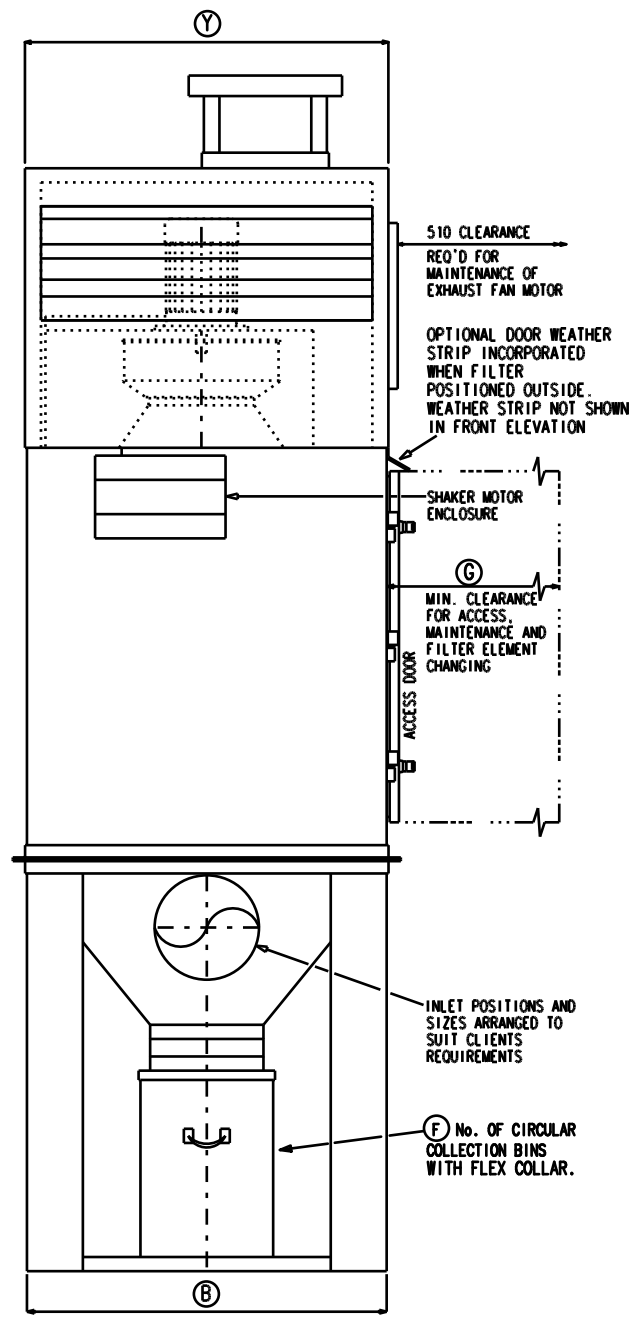 Y
510 CLEARANCE
REQ'D FOR
MAINTENANCE OF
EXHAUST FAN MOTOR
OPTIONAL DOOR WEATHER
STRIP INCORPORATED
WHEN FILTER
POSITIONED OUTSIDE.
WEATHER STRIP NOT SHOWN
IN FRONT ELEVATION
SHAKER MOTOR
ENCLOSURE
G
MIN. CLEARANCE
FOR ACCESS,
MAINTENANCE AND
FILTER ELEMENT
CHANGING
ACCESS DOOR
INLET POSITIONS AND
SIZES ARRANGED TO
SUIT CLIENTS
REQUIREMENTS
F No. OF CIRCULAR
COLLECTION BINS
WITH FLEX COLLAR.
B